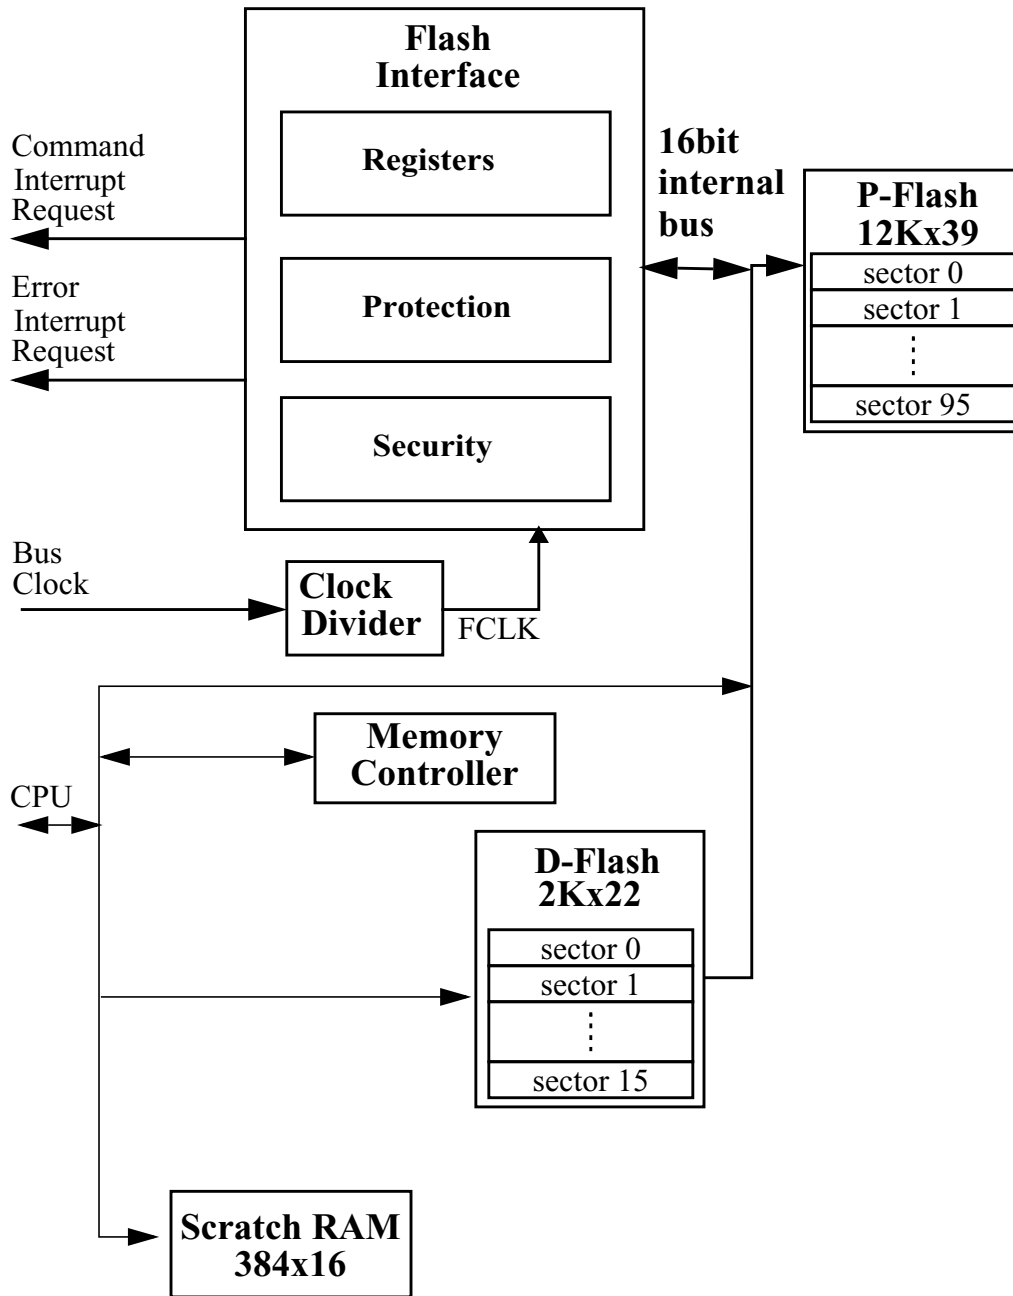 Flash
Interface
Registers
Protection
Security
Command
Interrupt
Request
Error
Interrupt
Request
16bit
internal
bus
P-Flash
12Kx39
sector 0
sector 1
sector 95
Bus
Clock
Clock
Divider
FCLK
Memory
Controller
CPU
D-Flash
2Kx22
sector 0
sector 1
sector 15
Scratch RAM
384x16